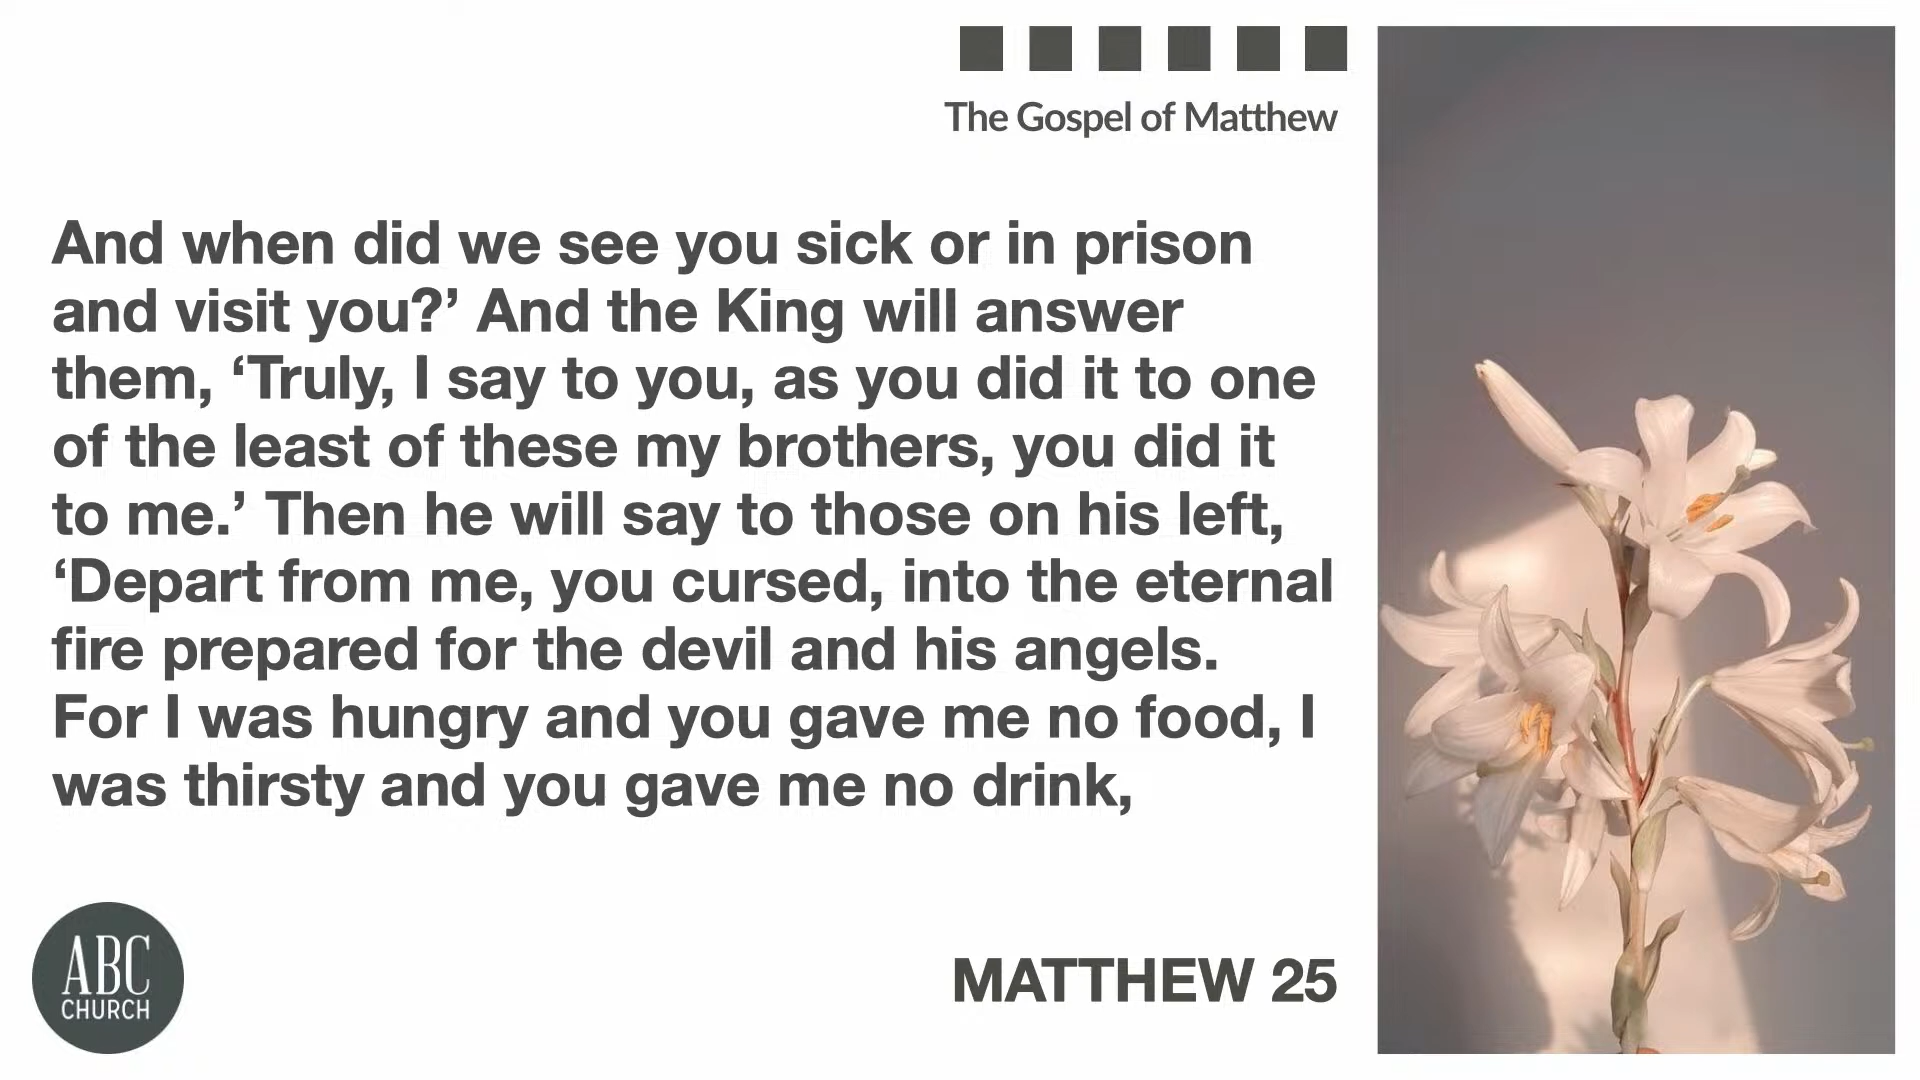 The Gospel of Matthew
And when did we see you sick or in prison
and visit you?’ And the King will answer
them, ‘Truly, I say to you, as you did it to one
of the least of these my brothers, you did it
to me.’ Then he will say to those on his left,
‘Depart from me, you cursed, into the eternal
fire prepared for the devil and his angels.
For I was hungry and you gave me no food, I
was thirsty and you gave me no drink,
MATTHEW 25
ABC
CHURCH